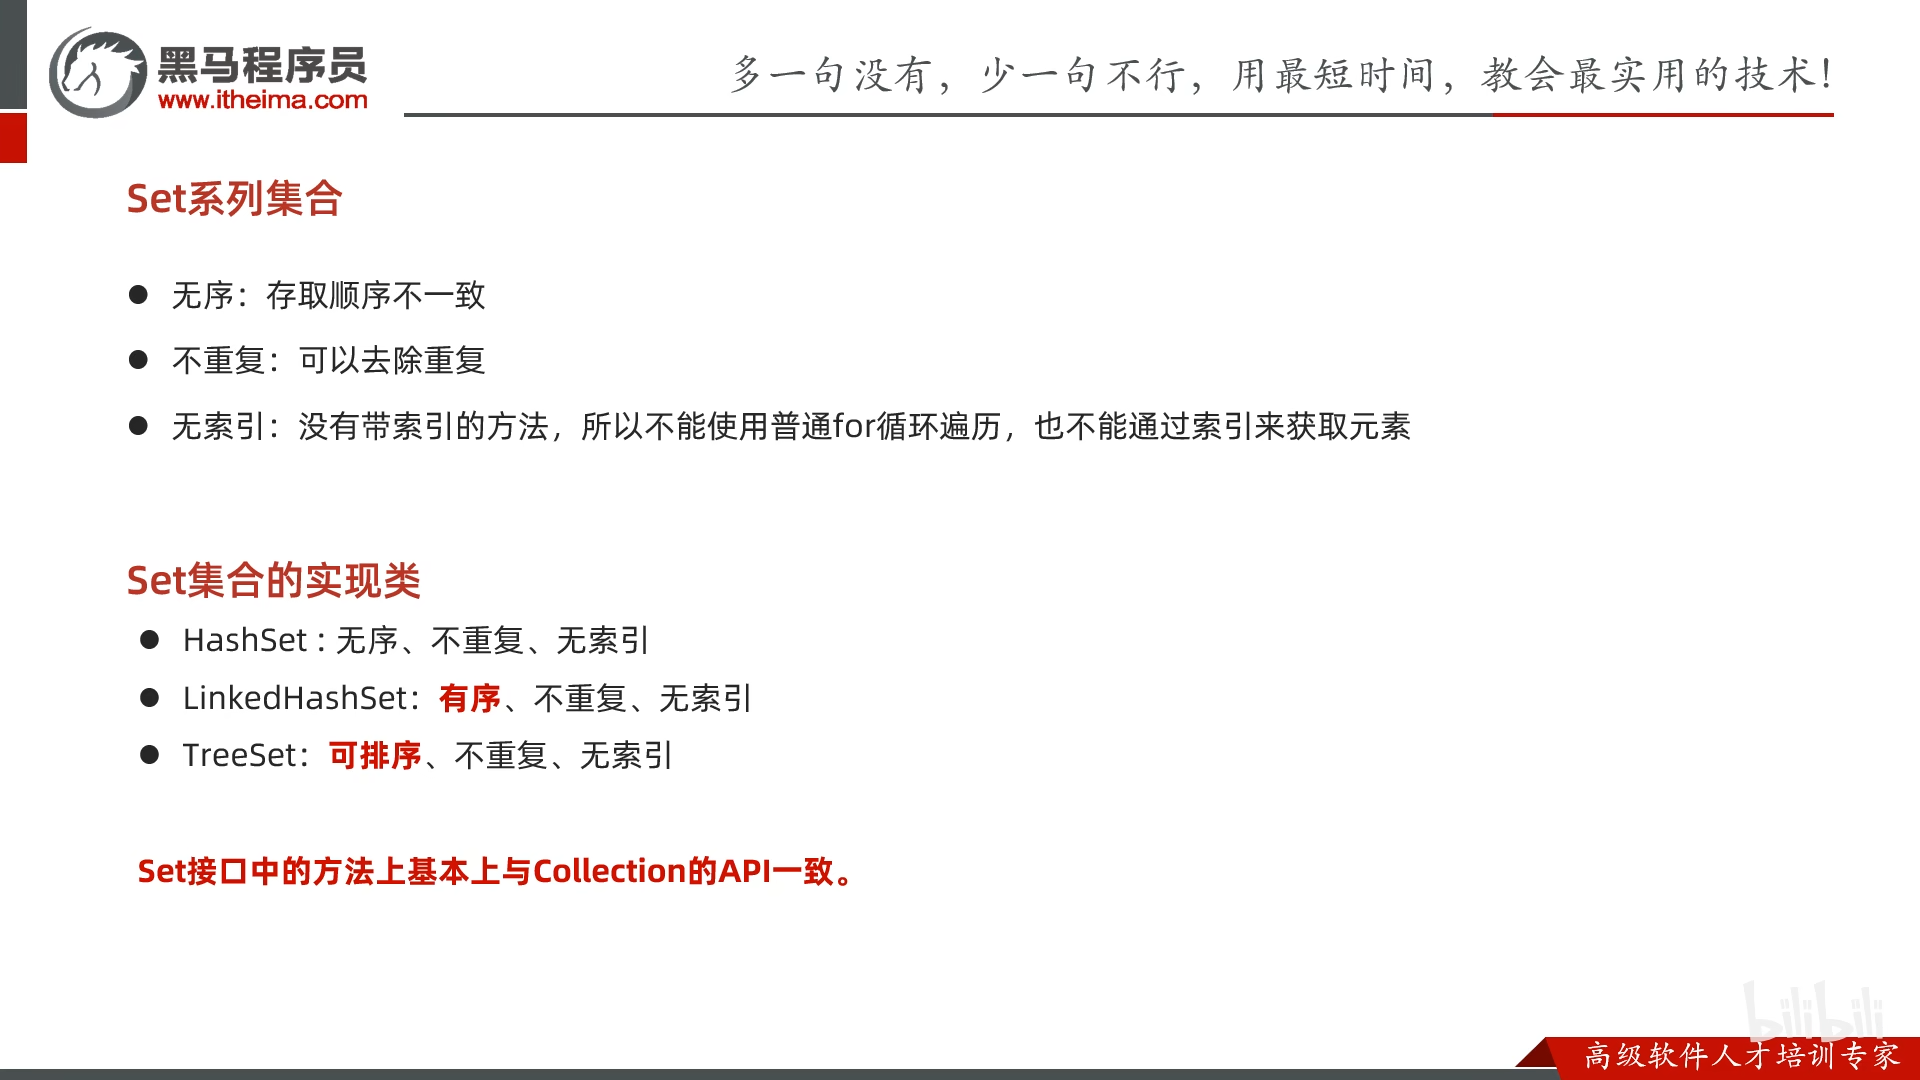 黑马程序员
www.itheima.com
多一句没有，少一句不行，用最短时间，教会最实用的技术！
Set系列集合
无序：存取顺序不一致
不重复：可以去除重复
无索引：没有带索引的方法，所以不能使用普通for循环遍历，也不能通过索引来获取元素
Set集合的实现类
HashSet : 无序、不重复、无索引
LinkedHashSet：有序、不重复、无索引
TreeSet：可排序、不重复、无索引
Set接口中的方法上基本上与Collection的API一致。
bilibili
高级软件人才培训专家